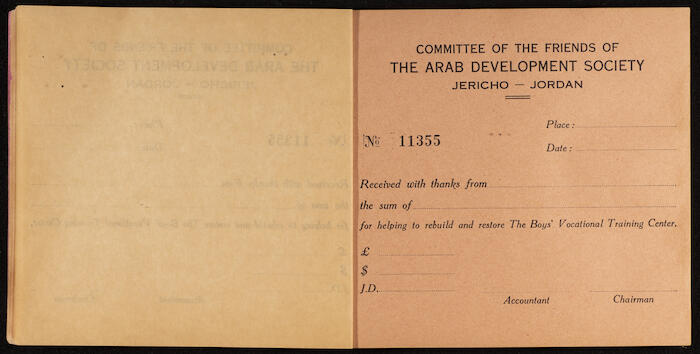 COMMITTEE OF THE FRIENDS OF
THE ARAB DEVELOPMENT SOCIETY
JERICHO — JORDAN
Place :
Nº 11355
Date :
Received with thanks from
the sum of
for helping to rebuild and restore The Boys' Vocational Training Center.
£
$
J.D.
Accountant Chairman